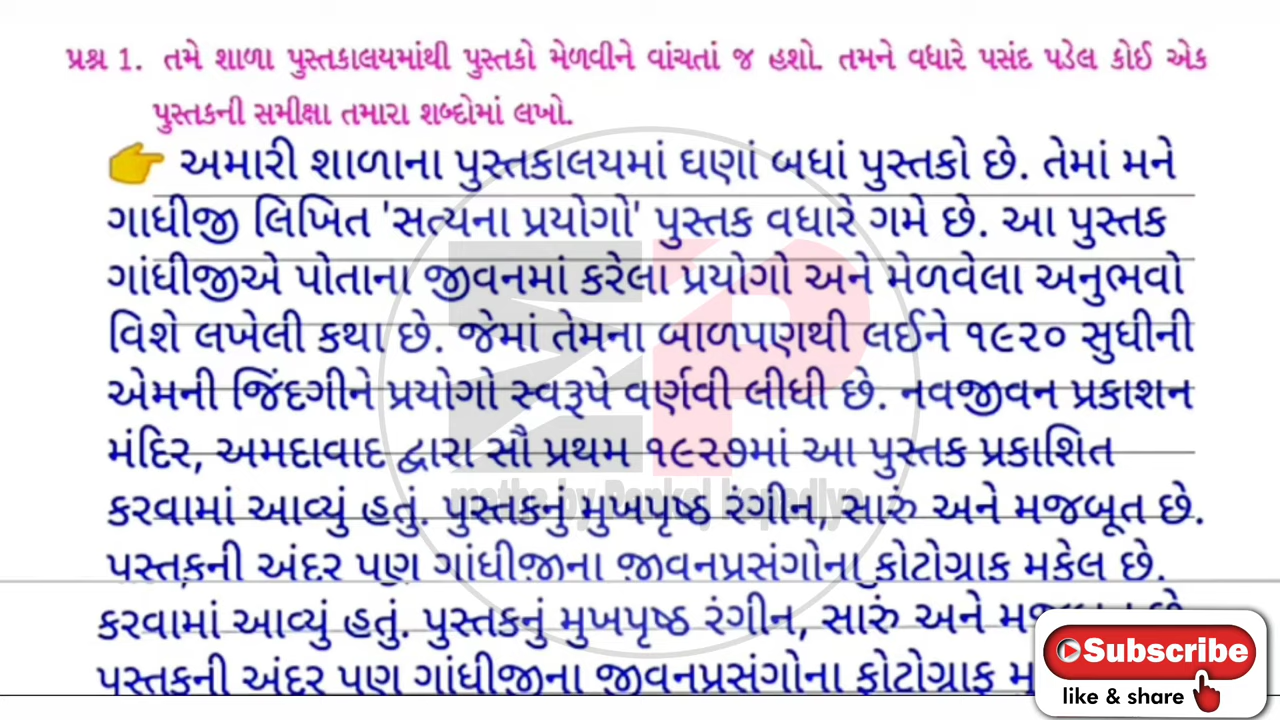 પ્રશ્ન 1. તમે શાળા પુસ્તકાલયમાંથી પુસ્તકો મેળવીને વાંચતાં જ હશો. તમને વધારે પસંદ પડેલ કોઈ એક
પુસ્તકની સમીક્ષા તમારા શબ્દોમાં લખો.
અમારી શાળાના પુસ્તકાલયમાં ઘણાં બધાં પુસ્તકો છે. તેમાં મને
ગાધીજી લિખિત 'સત્યના પ્રયોગો' પુસ્તક વધારે ગમે છે. આ પુસ્તક
ગાંધીજીએ પોતાના જીવનમાં કરેલા પ્રયોગો અને મેળવેલા અનુભવો
વિશે લખેલી કથા છે. જેમાં તેમના બાળપણથી લઈને ૧૯૨૦ સુધીની
એમની જિંદગીને પ્રયોગો સ્વરૂપે વર્ણવી લીધી છે. નવજીવન પ્રકાશન
મંદિર, અમદાવાદ દ્વારા સૌ પ્રથમ ૧૯૨૭માં આ પુસ્તક પ્રકાશિત
કરવામાં આવ્યું હતું. પુસ્તકનું મુખપૃષ્ઠ રંગીન, સારું અને મજબૂત છે.
પુસ્તકની અંદર પણ ગાંધીજીના જીવનપ્રસંગોના ફોટોગ્રાફ મૂકેલ છે.
કરવામાં આવ્યું હતું. પુસ્તકનું મુખપૃષ્ઠ રંગીન, સારું અને છે.
પુસ્તકની અંદર પણ ગાંધીજીના જીવનપ્રસંગોના ફોટોગ્રાફ
Subscribe
like & share